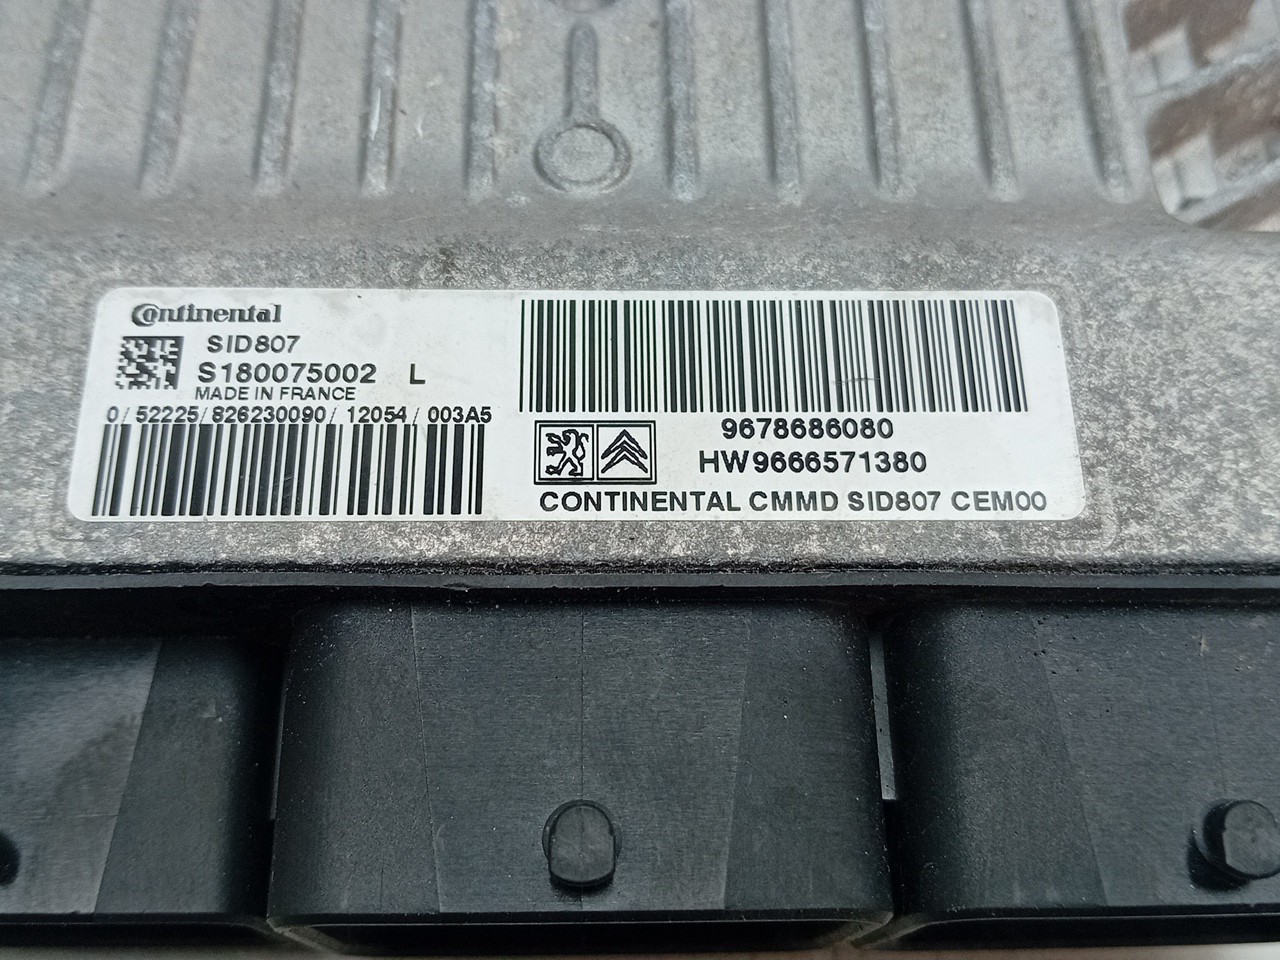 Continental
SID807
S180075002 L
MADE IN FRANCE
0/52225/826230090/12054/003A5
9678686080
HW9666571380
CONTINENTAL CMMD SID807 CEM00